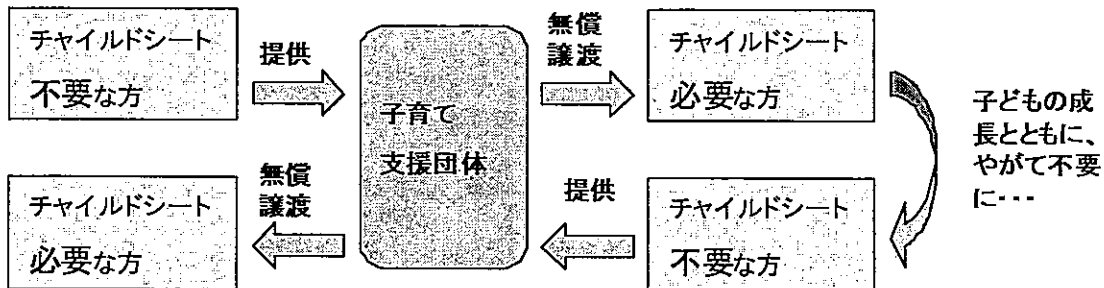 チャイルドシート
不要な方
提供
子育て
支援団体
無償
譲渡
チャイルドシート
必要な方
子どもの成
長とともに、
やがて不要
に・・・
チャイルドシート
不要な方
提供
無償
譲渡
チャイルドシート
必要な方